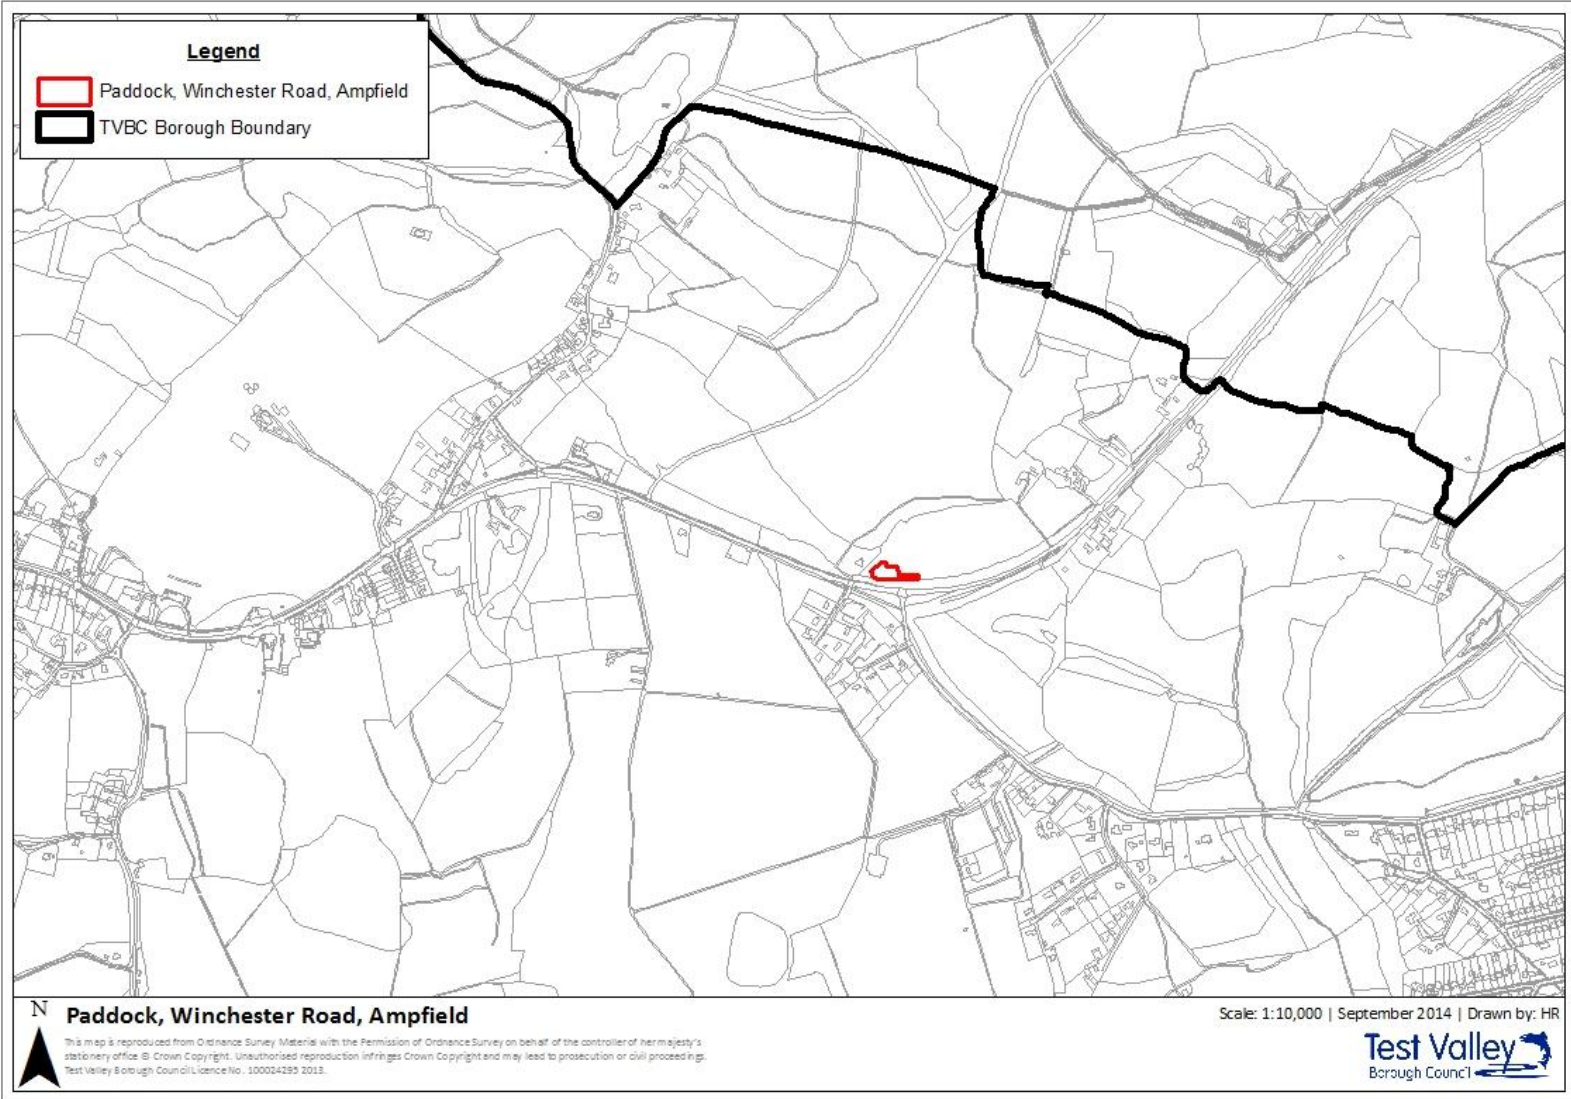 Legend
Paddock, Winchester Road, Ampfield
TVBC Borough Boundary
N
Paddock, Winchester Road, Ampfield
This map is reproduced from Ordnance Survey Material with the Permission of Ordnance Survey on behalf of the controller of her majesty's
stationery office © Crown Copyright. Unauthorised reproduction infringes Crown Copyright and may lead to prosecution or civil proceedings.
Test Valley Borough Council Licence No. 100024295 2013.
Scale: 1:10,000 | September 2014 | Drawn by: HR
Test Valley
Borough Council